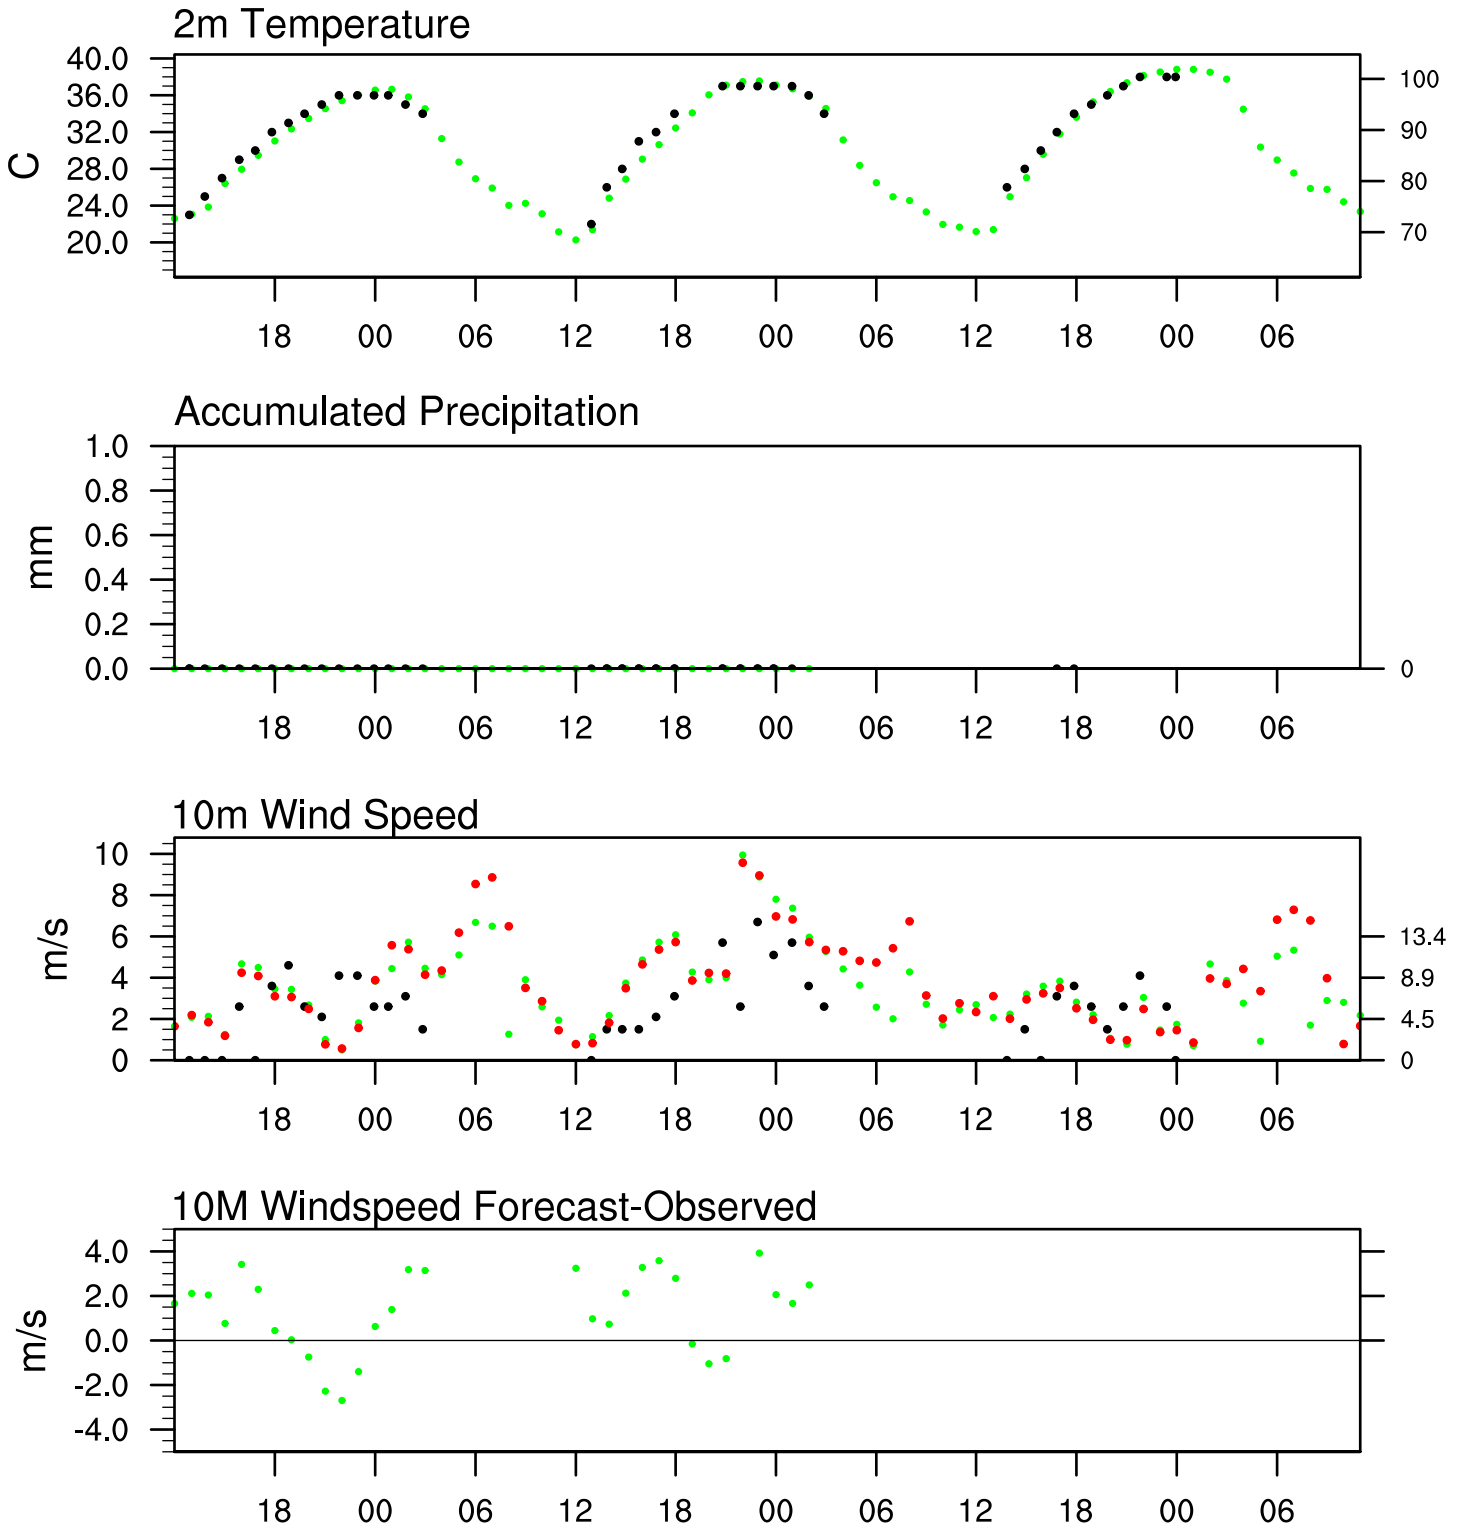 2m Temperature
40.0
36.0
32.0
28.0
24.0
20.0
C
100
90
80
70
18 00 06 12 18 00 06 12 18 00 06
Accumulated Precipitation
1.0
0.8
0.6
0.4
0.2
0.0
mm
0
18 00 06 12 18 00 06 12 18 00 06
10m Wind Speed
10
8
6
4
2
0
m/s
13.4
8.9
4.5
0
18 00 06 12 18 00 06 12 18 00 06
10M Windspeed Forecast-Observed
4.0
2.0
0.0
-2.0
-4.0
m/s
18 00 06 12 18 00 06 12 18 00 06